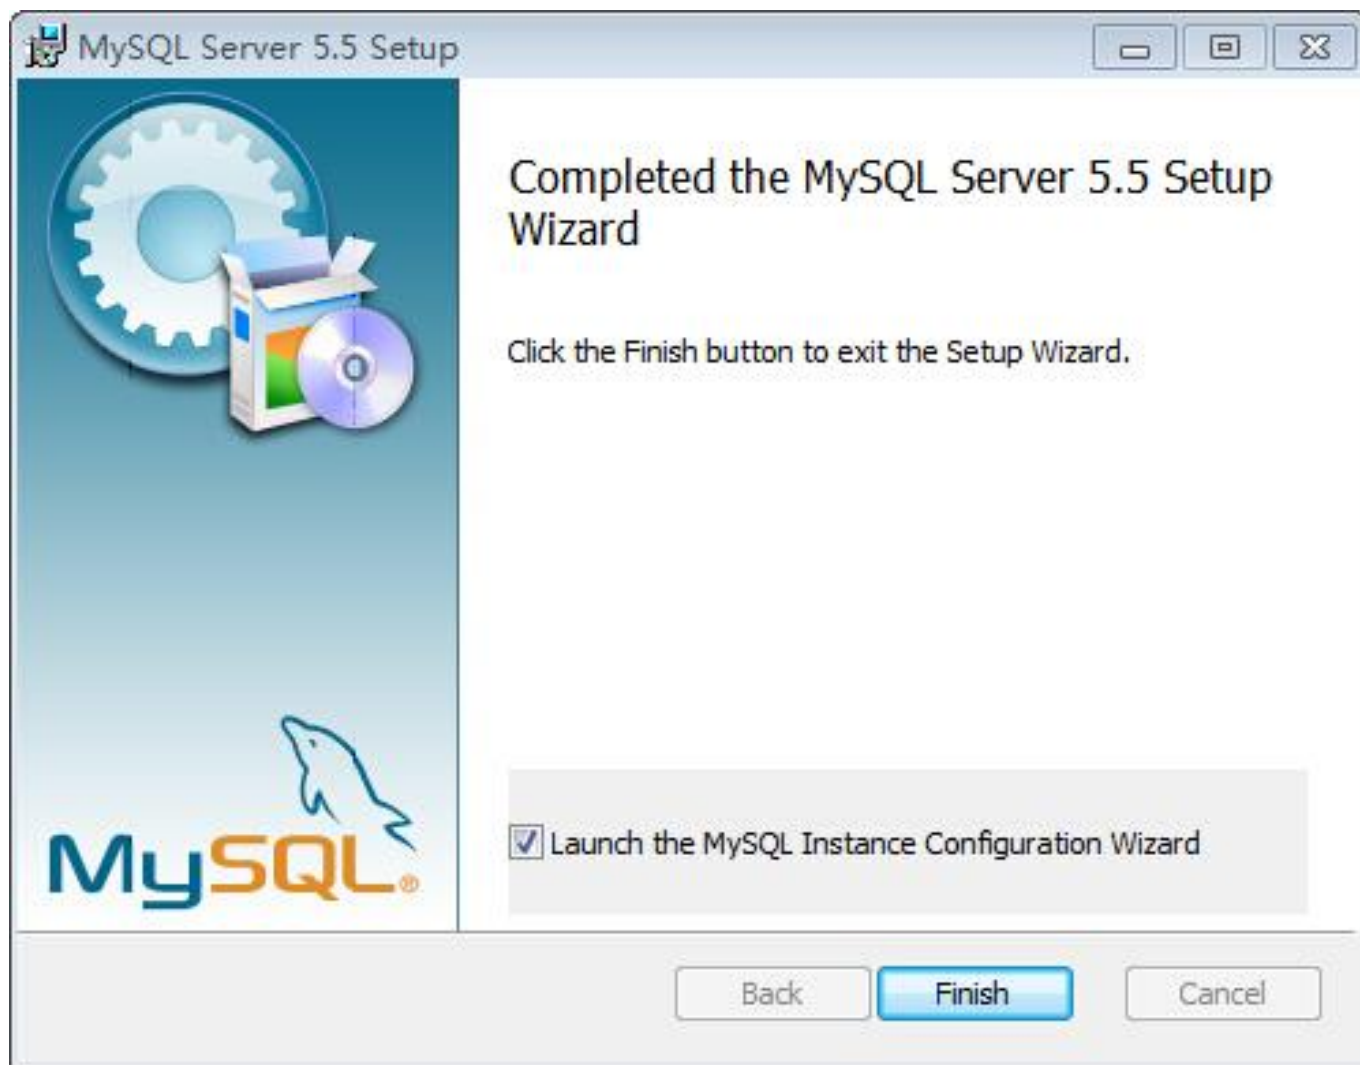 MySQL Server 5.5 Setup
Completed the MySQL Server 5.5 Setup
Wizard
Click the Finish button to exit the Setup Wizard.
MySQL®
Launch the MySQL Instance Configuration Wizard
Back
Finish
Cancel